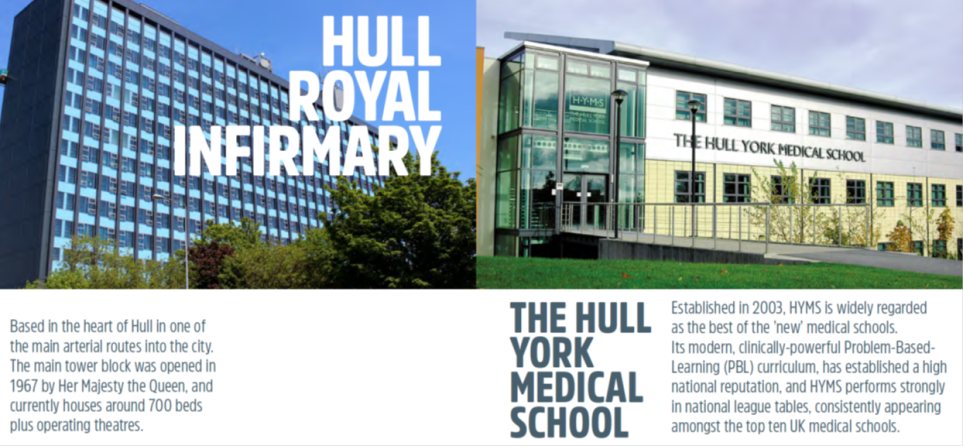 HULL
ROYAL
INFIRMARY
H·Y·M·S
THE HULL YORK MEDICAL SCHOOL
Based in the heart of Hull in one of
the main arterial routes into the city.
The main tower block was opened in
1967 by Her Majesty the Queen, and
currently houses around 700 beds
plus operating theatres.
THE HULL
YORK
MEDICAL
SCHOOL
Established in 2003, HYMS is widely regarded
as the best of the 'new' medical schools.
Its modern, clinically-powerful Problem-Based-
Learning (PBL) curriculum, has established a high
national reputation, and HYMS performs strongly
in national league tables, consistently appearing
amongst the top ten UK medical schools.